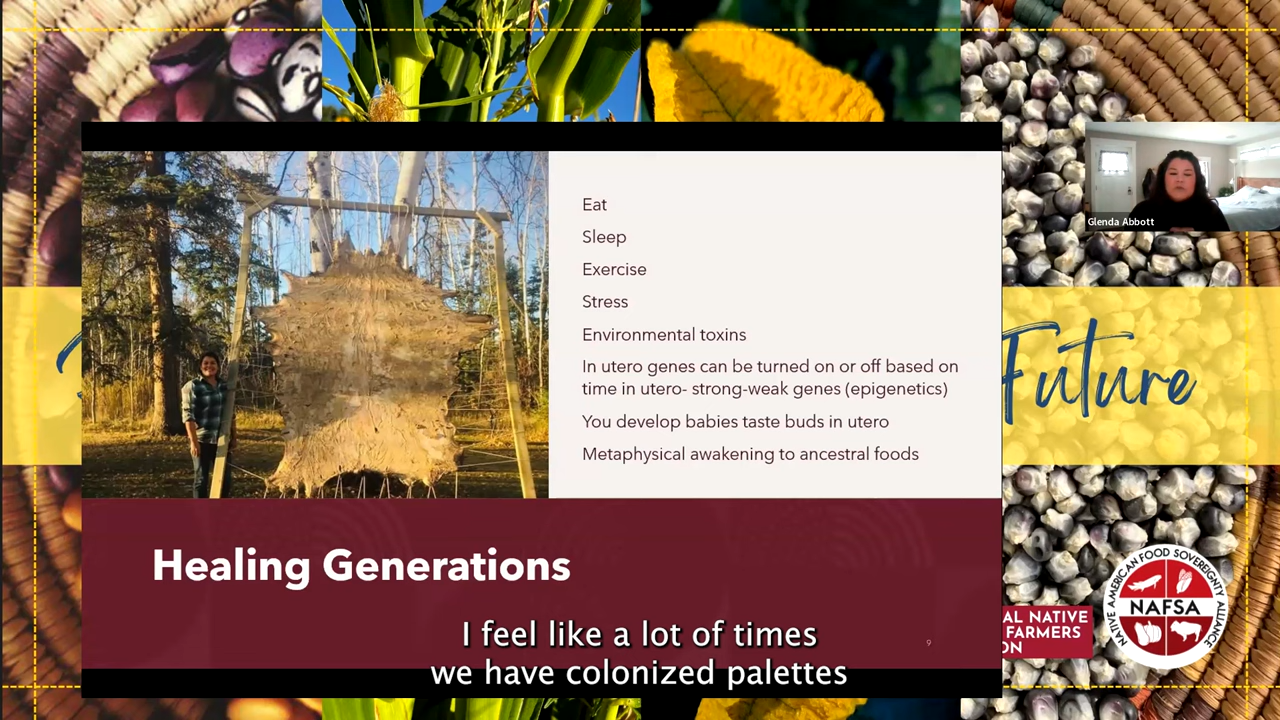 Eat
Sleep
Exercise
Stress
Environmental toxins
In utero genes can be turned on or off based on
time in utero- strong-weak genes (epigenetics)
You develop babies taste buds in utero
Metaphysical awakening to ancestral foods
Healing Generations
9
I feel like a lot of times
we have colonized palettes
Glenda Abbott
Future
AL NATIVE
FARMERS
ON
NATIVE AMERICAN FOOD SOVEREIGNTY ALLIANCE
NAFSA